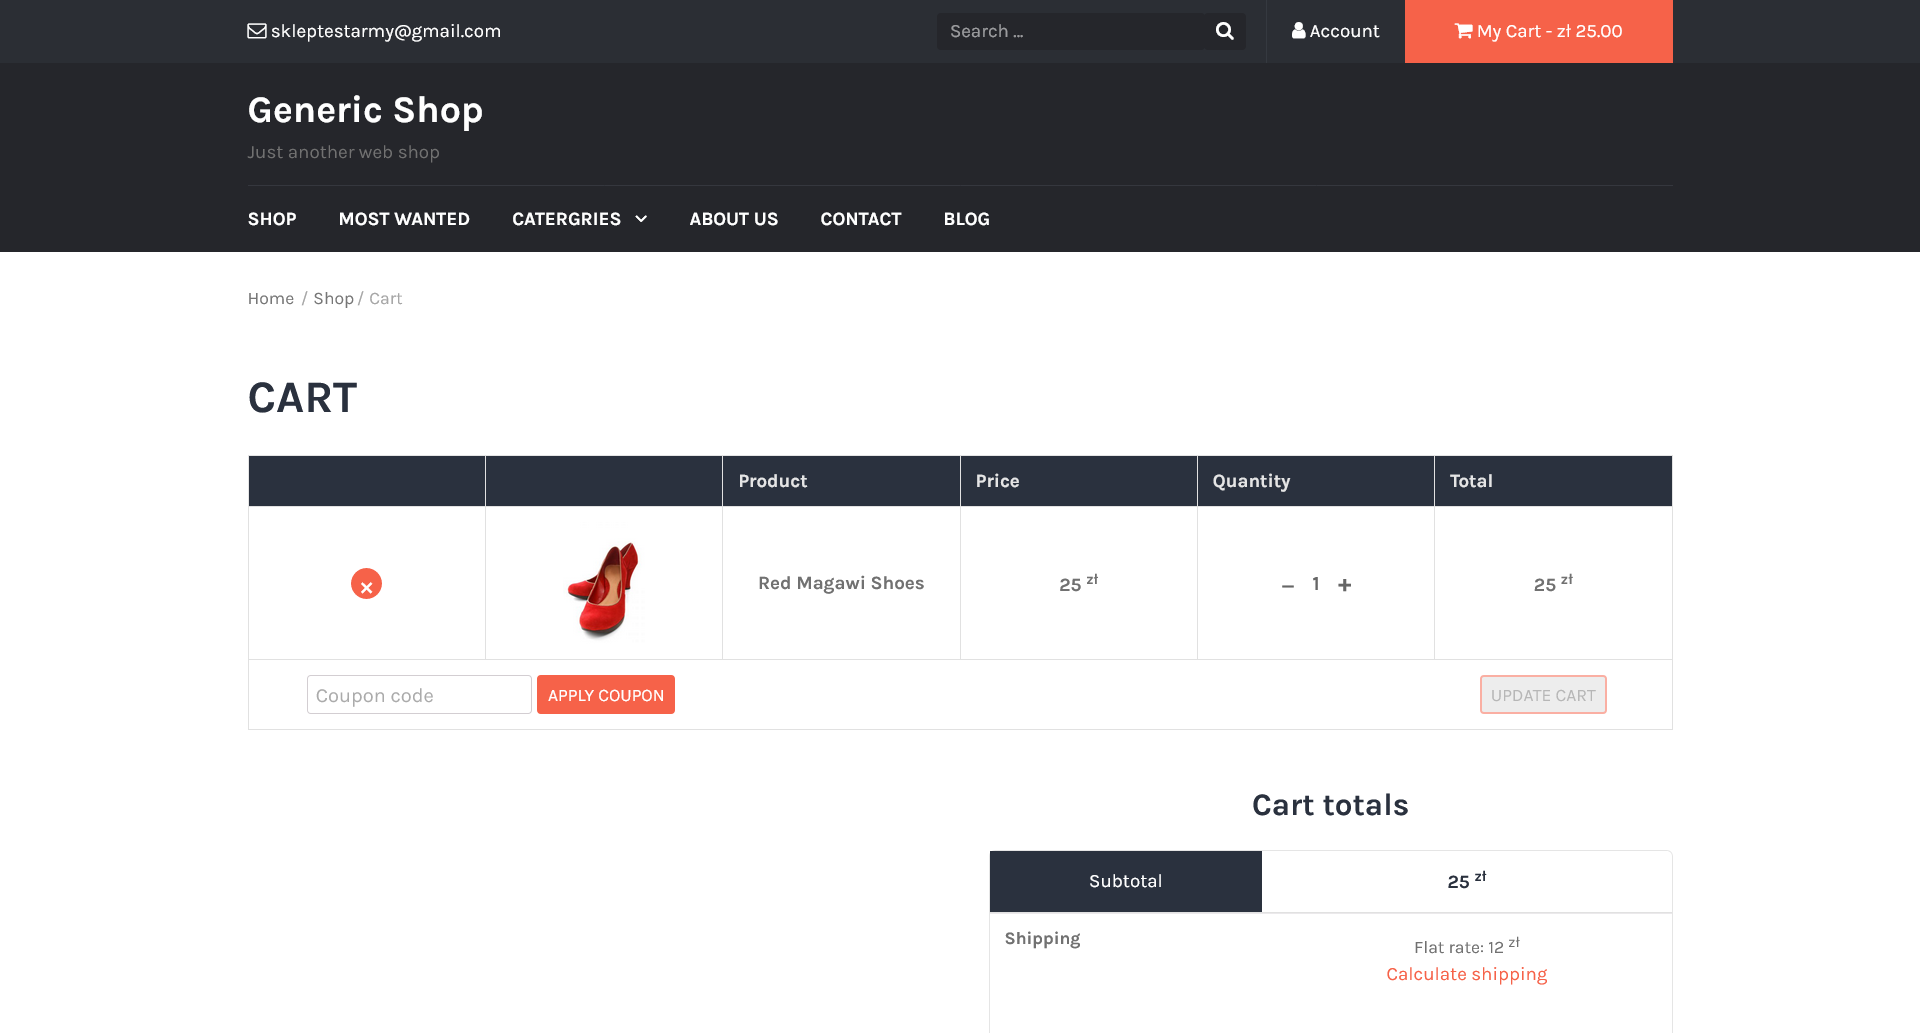 skleptestarmy@gmail.com
Search ...
Account
My Cart - zł 25.00
Generic Shop
Just another web shop
SHOP MOST WANTED CATERGRIES ABOUT US CONTACT BLOG
Home / Shop / Cart
CART
Product Price Quantity Total
Red Magawi Shoes 25 zł – 1 + 25 zł
Coupon code APPLY COUPON UPDATE CART
Cart totals
Subtotal 25 zł
Shipping Flat rate: 12 zł
Calculate shipping